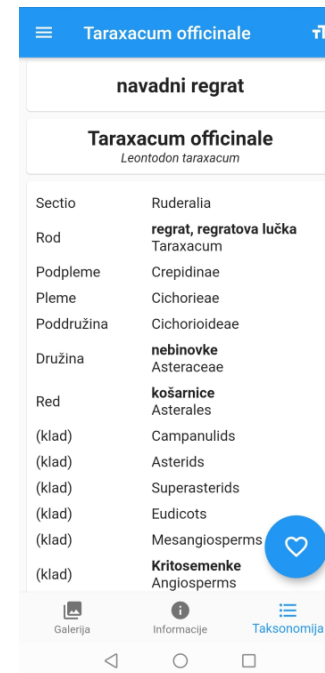 Taraxacum officinale
navadni regrat
Taraxacum officinale
Leontodon taraxacum
Sectio Ruderalia
Rod regrat, regratova lučka
Taraxacum
Podpleme Crepidinae
Pleme Cichorieae
Poddružina Cichorioideae
Družina nebinovke
Asteraceae
Red košarnice
Asterales
(klad) Campanulids
(klad) Asterids
(klad) Superasterids
(klad) Eudicots
(klad) Mesangiosperms
(klad) Kritosemenke
Angiosperms
Galerija Informacije Taksonomija